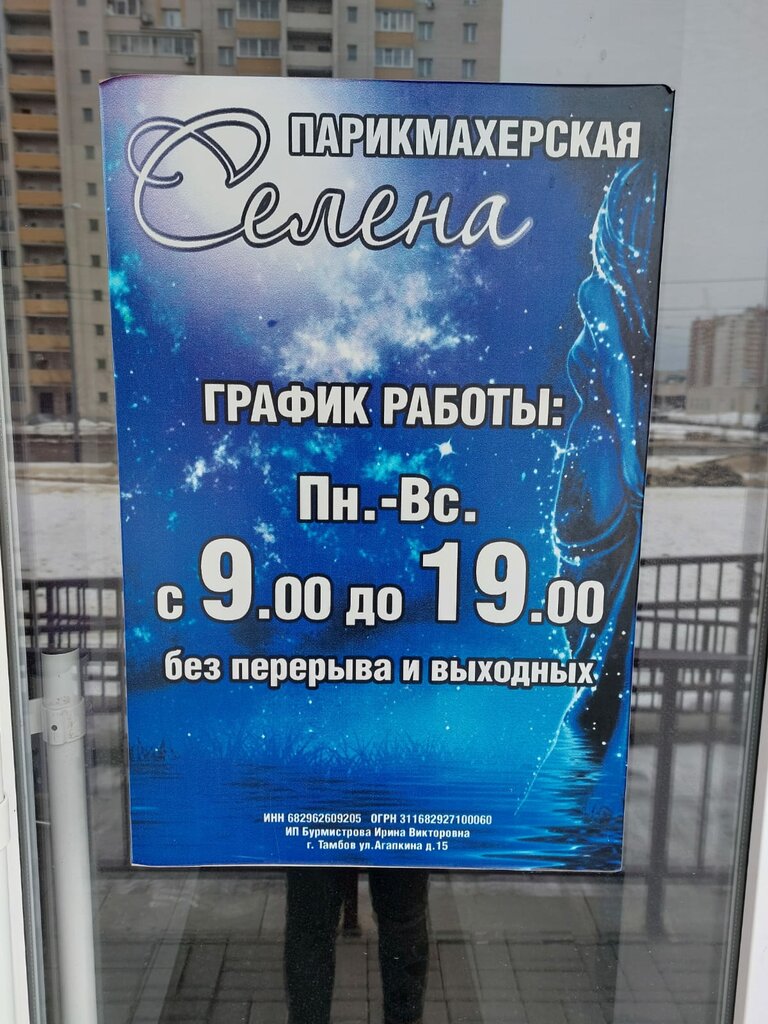 ПАРИКМАХЕРСКАЯ
Селена
ГРАФИК РАБОТЫ:
Пн.-Вс.
с 9.00 до 19.00
без перерыва и выходных.
ИНН 682962609205 ОГРН 311682927100060
ИП Бурмистрова Ирина Викторовна
г. Тамбов ул.Агапкина д.15